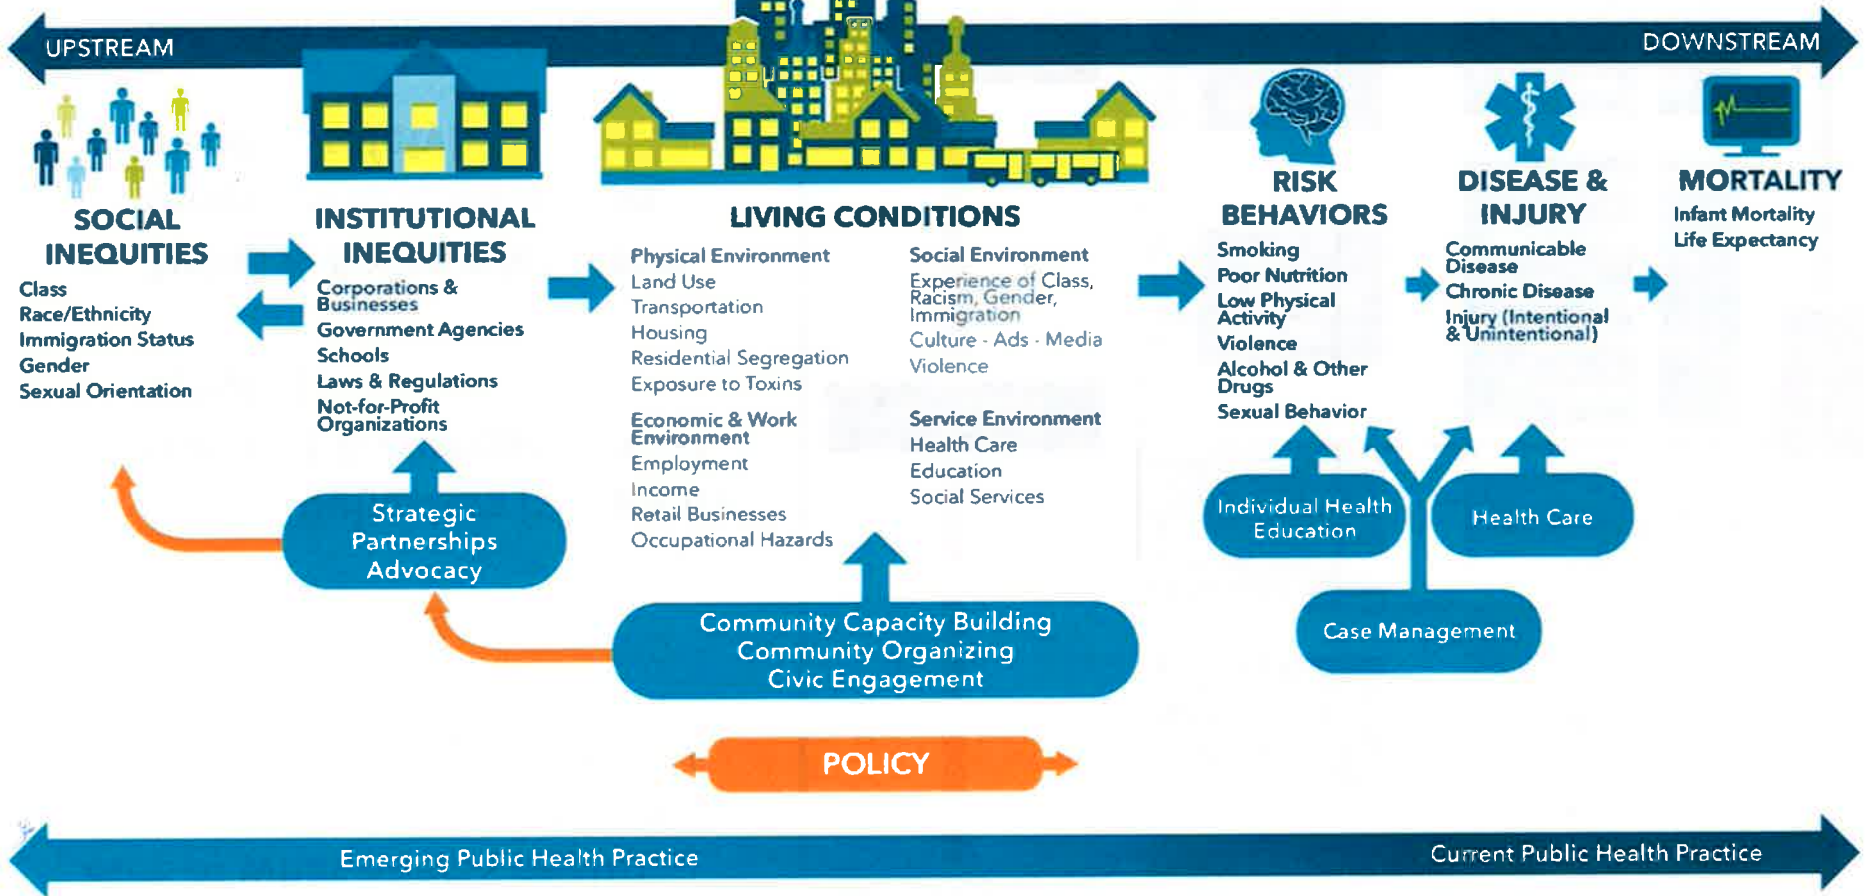 UPSTREAM
DOWNSTREAM
SOCIAL
INEQUITIES
Class
Race/Ethnicity
Immigration Status
Gender
Sexual Orientation
INSTITUTIONAL
INEQUITIES
Corporations &
Businesses
Government Agencies
Schools
Laws & Regulations
Not-for-Profit
Organizations
Strategic
Partnerships
Advocacy
LIVING CONDITIONS
Physical Environment
Land Use
Transportation
Housing
Residential Segregation
Exposure to Toxins
Economic & Work
Environment
Employment
Income
Retail Businesses
Occupational Hazards
Social Environment
Experience of Class,
Racism, Gender,
Immigration
Culture - Ads - Media
Violence
Service Environment
Health Care
Education
Social Services
Community Capacity Building
Community Organizing
Civic Engagement
RISK
BEHAVIORS
Smoking
Poor Nutrition
Low Physical
Activity
Violence
Alcohol & Other
Drugs
Sexual Behavior
Individual Health
Education
DISEASE &
INJURY
Communicable
Disease
Chronic Disease
Injury (Intentional
& Unintentional)
Health Care
Case Management
MORTALITY
Infant Mortality
Life Expectancy
POLICY
Emerging Public Health Practice
Current Public Health Practice